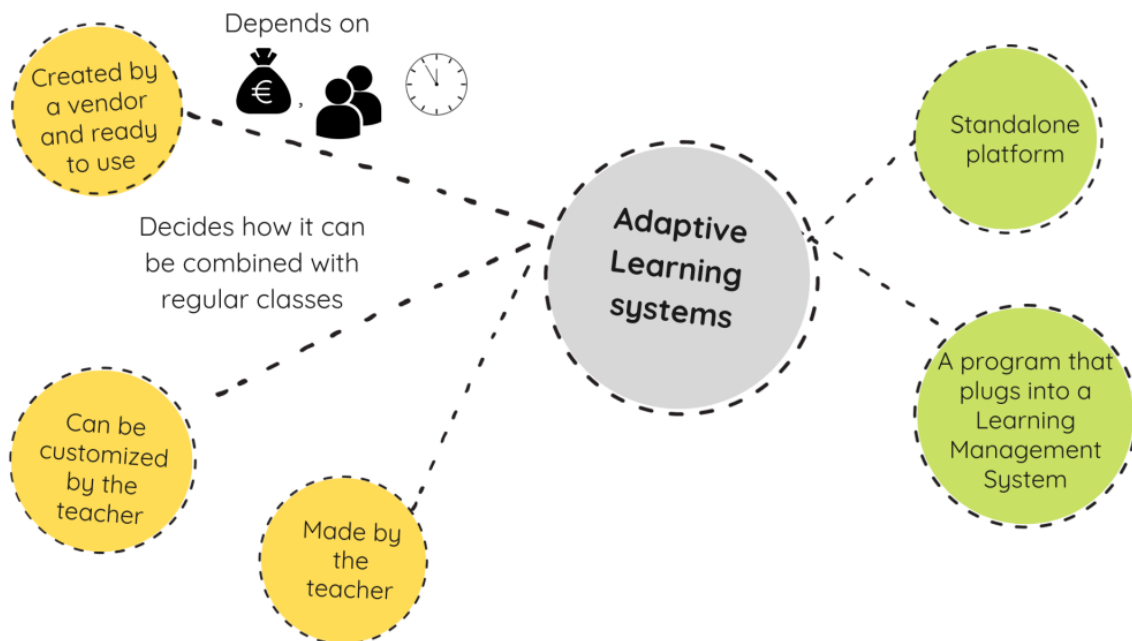 Depends on
€
,
Created by
a vendor
and ready
to use
Decides how it can
be combined with
regular classes
Can be
customized
by the
teacher
Made by
the
teacher
Adaptive
Learning
systems
Standalone
platform
A program that
plugs into a
Learning
Management
System